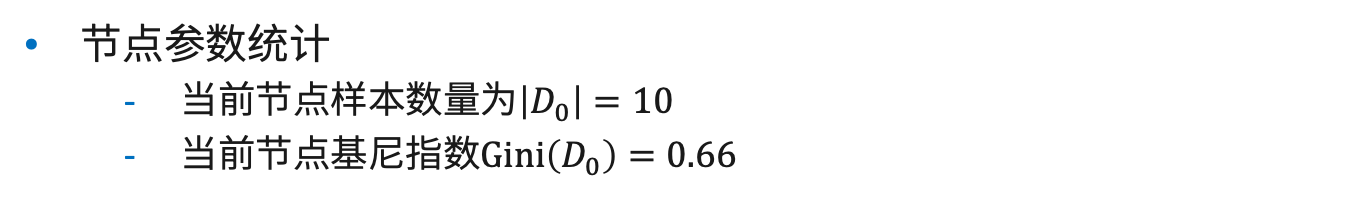 • 节点参数统计
- 当前节点样本数量为|D₀| = 10
- 当前节点基尼指数Gini(D₀) = 0.66